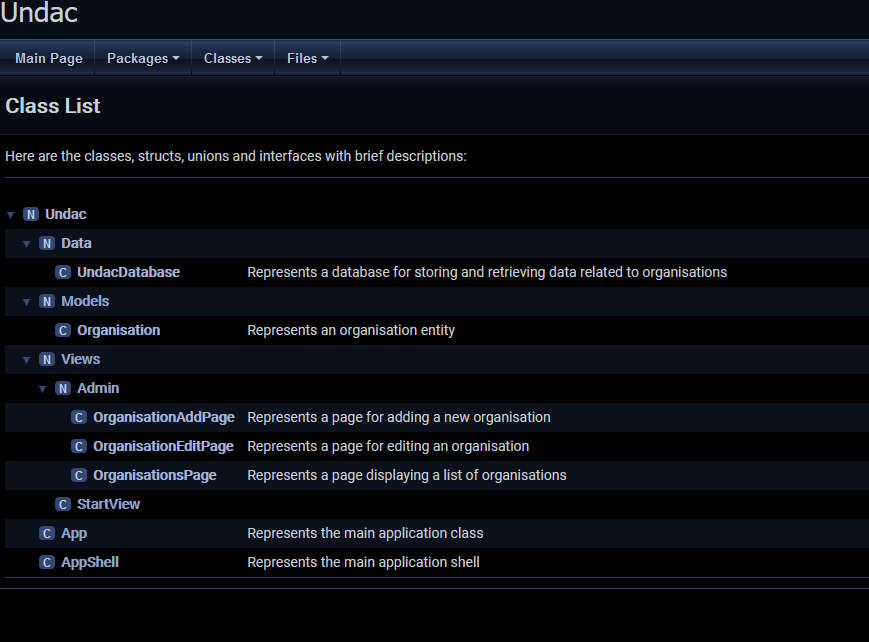 Undac
Main Page Packages Classes Files
Class List
Here are the classes, structs, unions and interfaces with brief descriptions:
N Undac
N Data
C UndacDatabase Represents a database for storing and retrieving data related to organisations
N Models
C Organisation Represents an organisation entity
N Views
N Admin
C OrganisationAddPage Represents a page for adding a new organisation
C OrganisationEditPage Represents a page for editing an organisation
C OrganisationsPage Represents a page displaying a list of organisations
C StartView
C App Represents the main application class
C AppShell Represents the main application shell